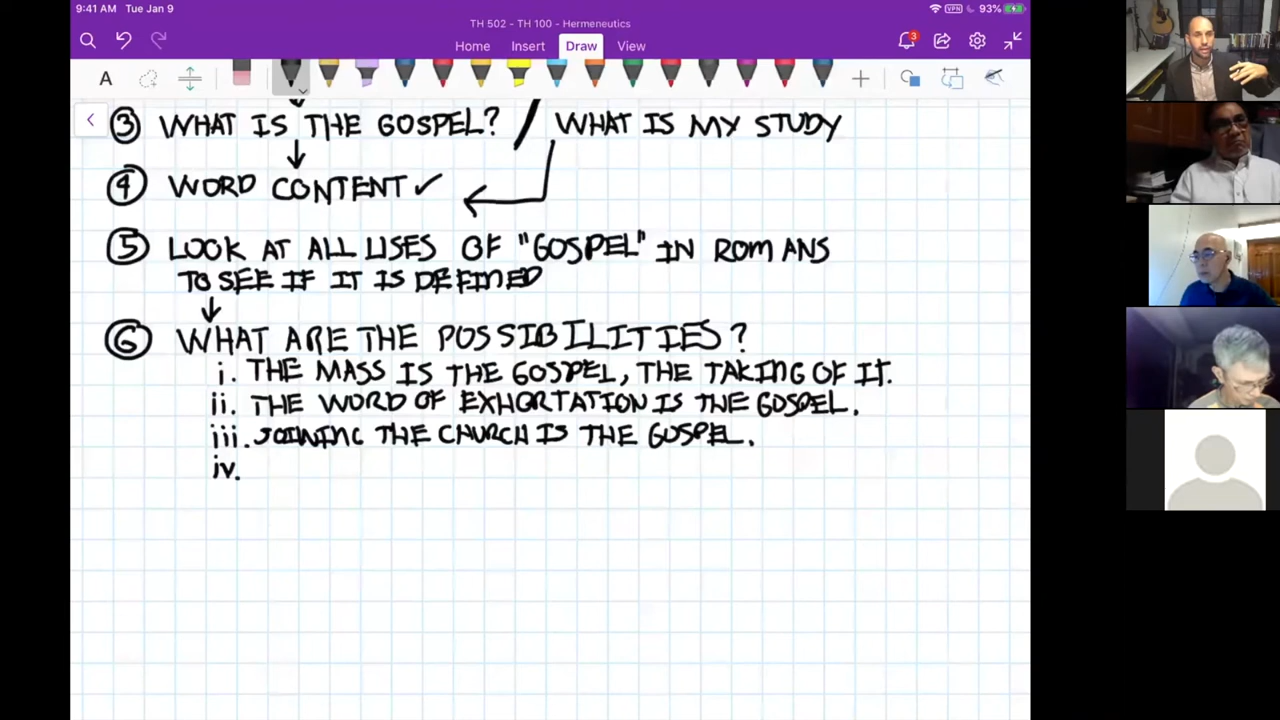 9:41 AM Tue Jan 9
VPN 93%
TH 502 - TH 100 - Hermeneutics
3
Home Insert Draw View
A
③ WHAT IS THE GOSPEL? / WHAT IS MY STUDY
④ WORD CONTENT ✓
⑤ LOOK AT ALL USES OF "GOSPEL" IN ROMANS
TO SEE IF IT IS DEFINED
⑥ WHAT ARE THE POSSIBILITIES?
i. THE MASS IS THE GOSPEL, THE TAKING OF IT.
ii. THE WORD OF EXHORTATION IS THE GOSPEL.
iii. JOINING THE CHURCH IS THE GOSPEL.
iv.